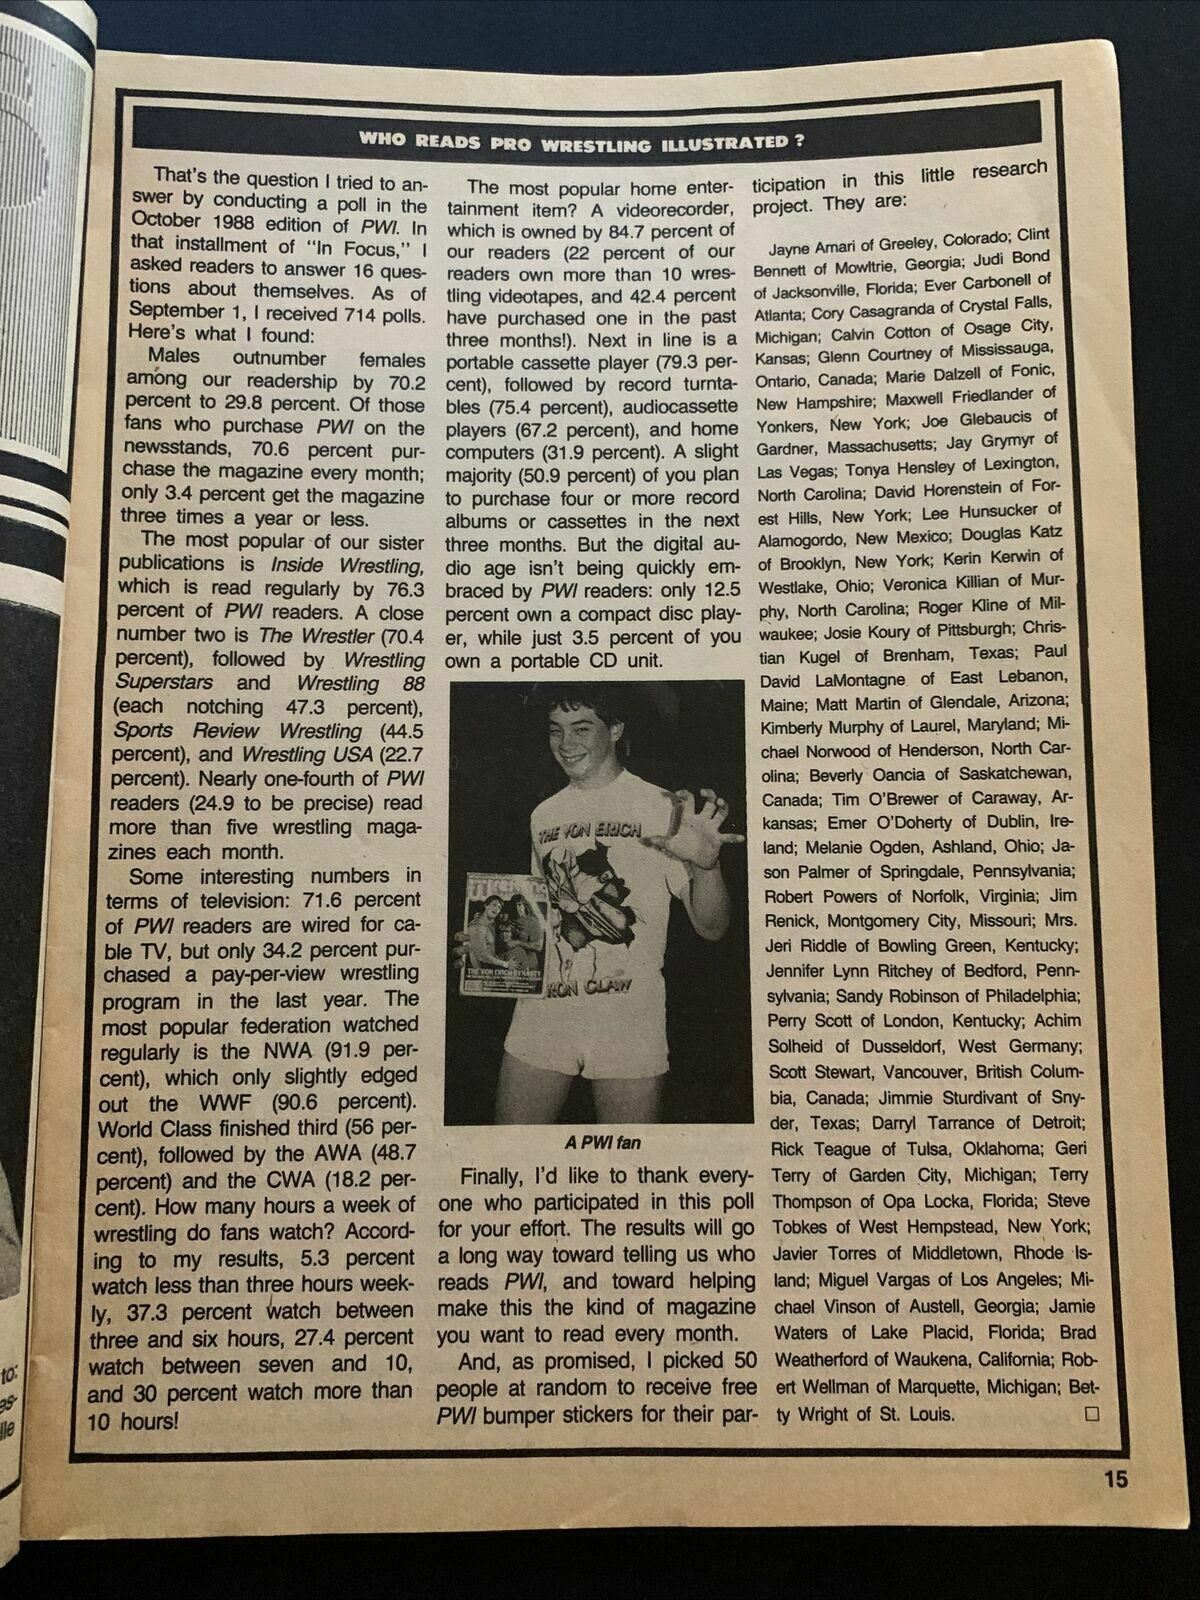 WHO READS PRO WRESTLING ILLUSTRATED?
That's the question I tried to an-
swer by conducting a poll in the
October 1988 edition of PWI. In
that installment of "In Focus," I
asked readers to answer 16 ques-
tions about themselves. As of
September 1, I received 714 polls.
Here's what I found:
Males outnumber females
among our readership by 70.2
percent to 29.8 percent. Of those
fans who purchase PWI on the
newsstands, 70.6 percent pur-
chase the magazine every month;
only 3.4 percent get the magazine
three times a year or less.
The most popular of our sister
publications is Inside Wrestling,
which is read regularly by 76.3
percent of PWI readers. A close
number two is The Wrestler (70.4
percent), followed by Wrestling
Superstars and Wrestling 88
(each notching 47.3 percent),
Sports Review Wrestling (44.5
percent), and Wrestling USA (22.7
percent). Nearly one-fourth of PWI
readers (24.9 to be precise) read
more than five wrestling maga-
zines each month.
Some interesting numbers in
terms of television: 71.6 percent
of PWI readers are wired for ca-
ble TV, but only 34.2 percent pur-
chased a pay-per-view wrestling
program in the last year. The
most popular federation watched
regularly is the NWA (91.9 per-
cent), which only slightly edged
out the WWF (90.6 percent).
World Class finished third (56 per-
cent), followed by the AWA (48.7
percent) and the CWA (18.2 per-
cent). How many hours a week of
wrestling do fans watch? Accord-
ing to my results, 5.3 percent
watch less than three hours week-
ly, 37.3 percent watch between
three and six hours, 27.4 percent
watch between seven and 10,
and 30 percent watch more than
10 hours!
The most popular home enter-
tainment item? A videorecorder,
which is owned by 84.7 percent of
our readers (22 percent of our
readers own more than 10 wres-
tling videotapes, and 42.4 percent
have purchased one in the past
three months!). Next in line is a
portable cassette player (79.3 per-
cent), followed by record turnta-
bles (75.4 percent), audiocassette
players (67.2 percent), and home
computers (31.9 percent). A slight
majority (50.9 percent) of you plan
to purchase four or more record
albums or cassettes in the next
three months. But the digital au-
dio age isn't being quickly em-
braced by PWI readers: only 12.5
percent own a compact disc play-
er, while just 3.5 percent of you
own a portable CD unit.
THE VON ERICH
IRON CLAW
THE VON ERICH DYNASTY
A PWI fan
Finally, I'd like to thank every-
one who participated in this poll
for your effort. The results will go
a long way toward telling us who
reads PWI, and toward helping
make this the kind of magazine
you want to read every month.
And, as promised, I picked 50
people at random to receive free
PWI bumper stickers for their par-
ticipation in this little research
project. They are:
Jayne Amari of Greeley, Colorado; Clint
Bennett of Mowltrie, Georgia; Judi Bond
of Jacksonville, Florida; Ever Carbonell of
Atlanta; Cory Casagranda of Crystal Falls,
Michigan; Calvin Cotton of Osage City,
Kansas; Glenn Courtney of Mississauga,
Ontario, Canada; Marie Dalzell of Fonic,
New Hampshire; Maxwell Friedlander of
Yonkers, New York; Joe Glebaucis of
Gardner, Massachusetts; Jay Grymyr of
Las Vegas; Tonya Hensley of Lexington,
North Carolina; David Horenstein of For-
est Hills, New York; Lee Hunsucker of
Alamogordo, New Mexico; Douglas Katz
of Brooklyn, New York; Kerin Kerwin of
Westlake, Ohio; Veronica Killian of Mur-
phy, North Carolina; Roger Kline of Mil-
waukee; Josie Koury of Pittsburgh; Chris-
tian Kugel of Brenham, Texas; Paul
David LaMontagne of East Lebanon,
Maine; Matt Martin of Glendale, Arizona;
Kimberly Murphy of Laurel, Maryland; Mi-
chael Norwood of Henderson, North Car-
olina; Beverly Oancia of Saskatchewan,
Canada; Tim O'Brewer of Caraway, Ar-
kansas; Emer O'Doherty of Dublin, Ire-
land; Melanie Ogden, Ashland, Ohio; Ja-
son Palmer of Springdale, Pennsylvania;
Robert Powers of Norfolk, Virginia; Jim
Renick, Montgomery City, Missouri; Mrs.
Jeri Riddle of Bowling Green, Kentucky;
Jennifer Lynn Ritchey of Bedford, Penn-
sylvania; Sandy Robinson of Philadelphia;
Perry Scott of London, Kentucky; Achim
Solheid of Dusseldorf, West Germany;
Scott Stewart, Vancouver, British Colum-
bia, Canada; Jimmie Sturdivant of Sny-
der, Texas; Darryl Tarrance of Detroit;
Rick Teague of Tulsa, Oklahoma; Geri
Terry of Garden City, Michigan; Terry
Thompson of Opa Locka, Florida; Steve
Tobkes of West Hempstead, New York;
Javier Torres of Middletown, Rhode Is-
land; Miguel Vargas of Los Angeles; Mi-
chael Vinson of Austell, Georgia; Jamie
Waters of Lake Placid, Florida; Brad
Weatherford of Waukena, California; Rob-
ert Wellman of Marquette, Michigan; Bet-
ty Wright of St. Louis.
15
to:
es-